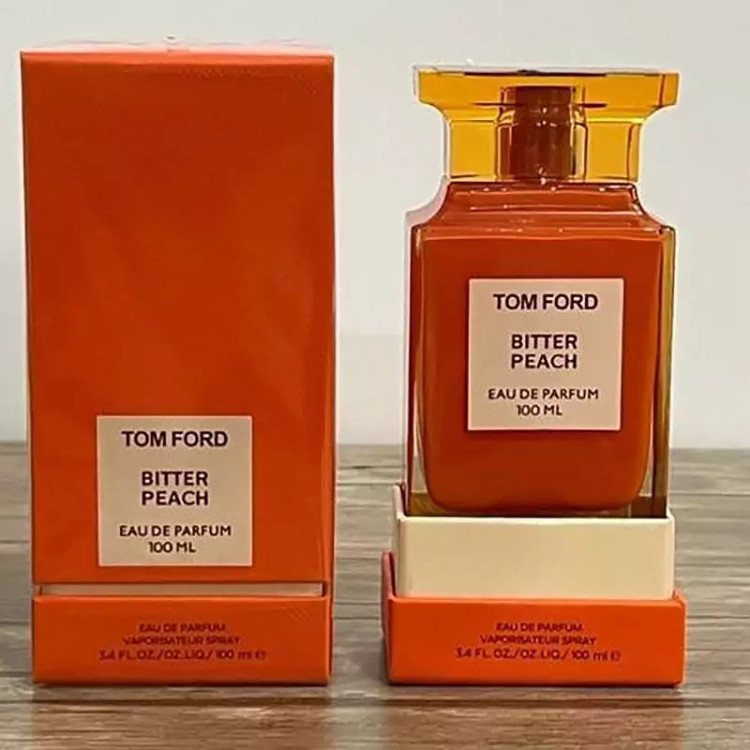 TOM FORD
BITTER
PEACH
EAU DE PARFUM
100 ML
EAU DE PARFUM
VAPORISATEUR SPRAY
3.4 FL.OZ./OZ.LIQ./ 100 ml e
TOM FORD
BITTER
PEACH
EAU DE PARFUM
100 ML
EAU DE PARFUM
VAPORISATEUR SPRAY
3.4 FL.OZ./OZ.LIQ./ 100 ml e